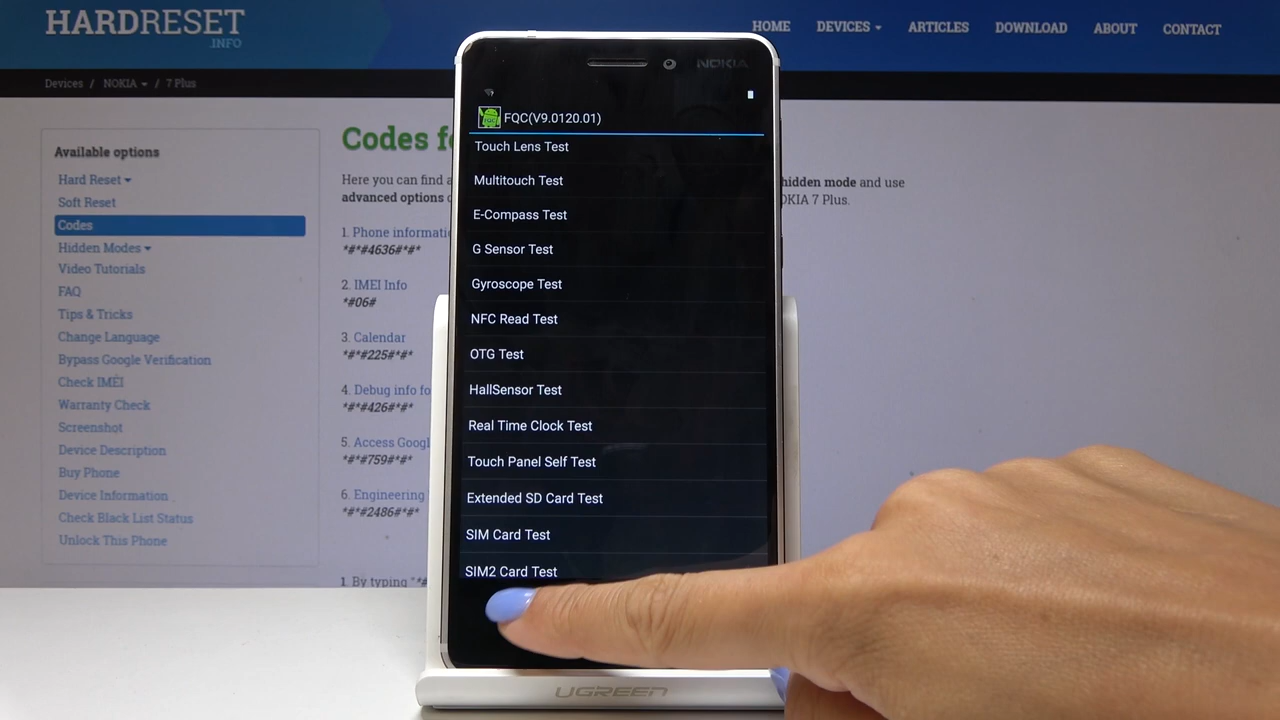 HARDRESET
.INFO
HOME DEVICES ARTICLES DOWNLOAD ABOUT CONTACT
Devices / NOKIA / 7 Plus
Available options
Hard Reset
Soft Reset
Codes
Hidden Modes
Video Tutorials
FAQ
Tips & Tricks
Change Language
Bypass Google Verification
Check IMEI
Warranty Check
Screenshot
Device Description
Buy Phone
Device Information
Check Black List Status
Unlock This Phone
Codes
Here you can find a
hidden mode and use
advanced options
OKIA 7 Plus.
1. Phone informati
*#*#4636#*#*
2. IMEI Info
*#06#
3. Calendar
*#*#225#*#*
4. Debug info fo
*#*#426#*#*
5. Access Googl
*#*#759#*#*
6. Engineering
*#*#2486#*#*
1. By typing "*#
NOKIA
FQC(V9.0120.01)
Touch Lens Test
Multitouch Test
E-Compass Test
G Sensor Test
Gyroscope Test
NFC Read Test
OTG Test
HallSensor Test
Real Time Clock Test
Touch Panel Self Test
Extended SD Card Test
SIM Card Test
SIM2 Card Test
UGREEN